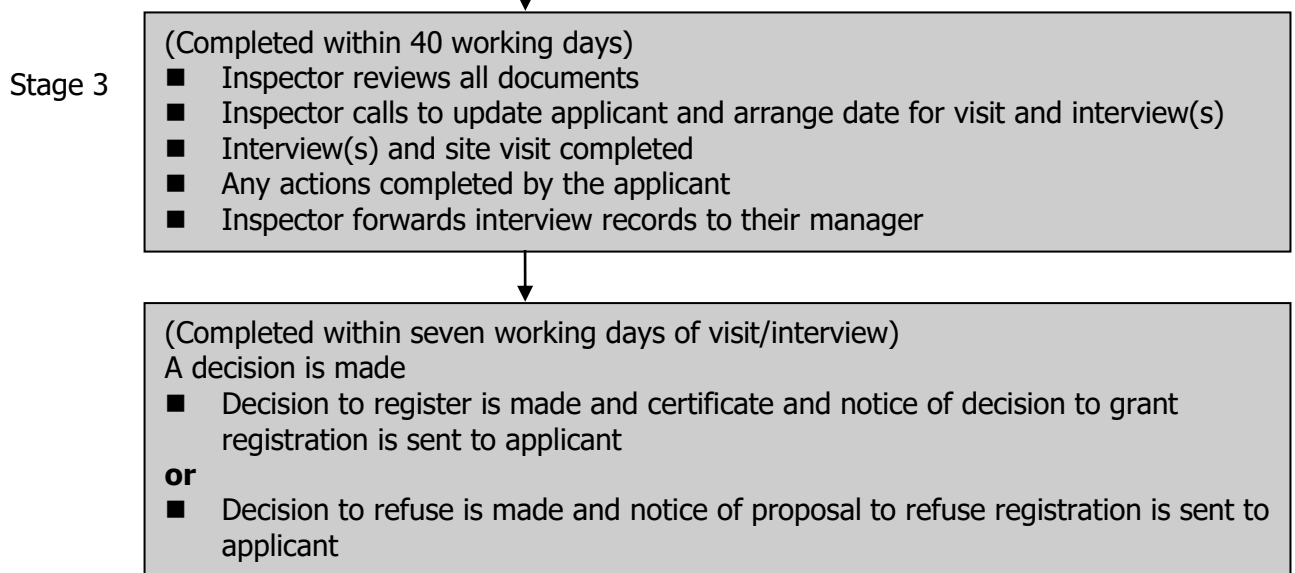 (Completed within 40 working days)
Stage 3
■ Inspector reviews all documents
■ Inspector calls to update applicant and arrange date for visit and interview(s)
■ Interview(s) and site visit completed
■ Any actions completed by the applicant
■ Inspector forwards interview records to their manager
(Completed within seven working days of visit/interview)
A decision is made
■ Decision to register is made and certificate and notice of decision to grant
registration is sent to applicant
or
■ Decision to refuse is made and notice of proposal to refuse registration is sent to
applicant